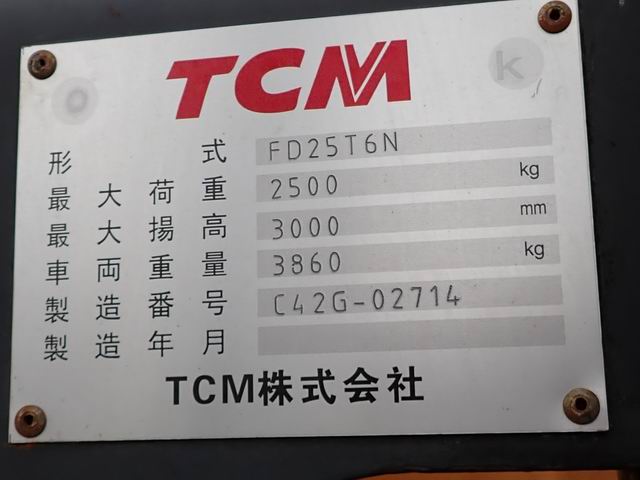 TCM
o k
形式 FD25T6N
最大荷重 2500 kg
最大揚高 3000 mm
車両重量 3860 kg
製造番号 C42G-02714
製造年月
TCM株式会社